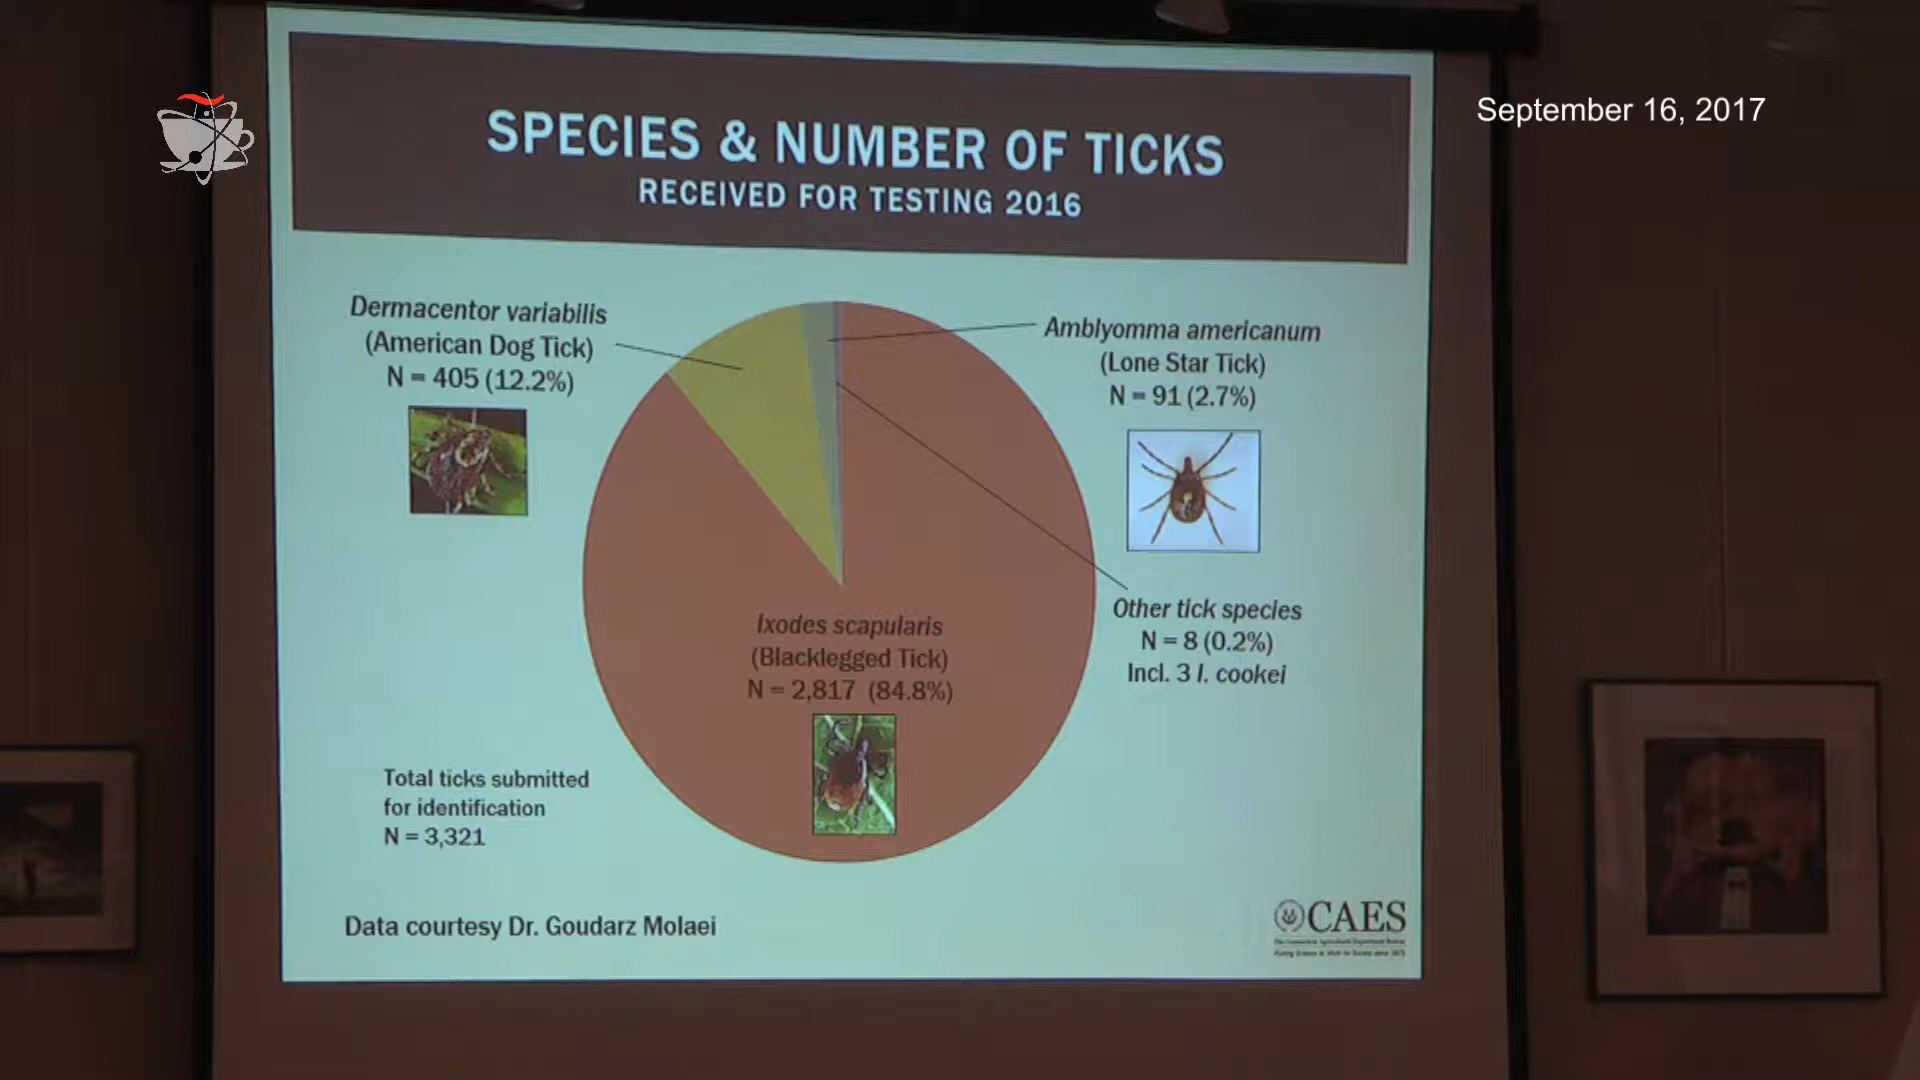 September 16, 2017
SPECIES & NUMBER OF TICKS
RECEIVED FOR TESTING 2016
Dermacentor variabilis
(American Dog Tick)
N = 405 (12.2%)
Amblyomma americanum
(Lone Star Tick)
N = 91 (2.7%)
Other tick species
N = 8 (0.2%)
Incl. 3 I. cookei
Ixodes scapularis
(Blacklegged Tick)
N = 2,817 (84.8%)
Total ticks submitted
for identification
N = 3,321
Data courtesy Dr. Goudarz Molaei
CAES